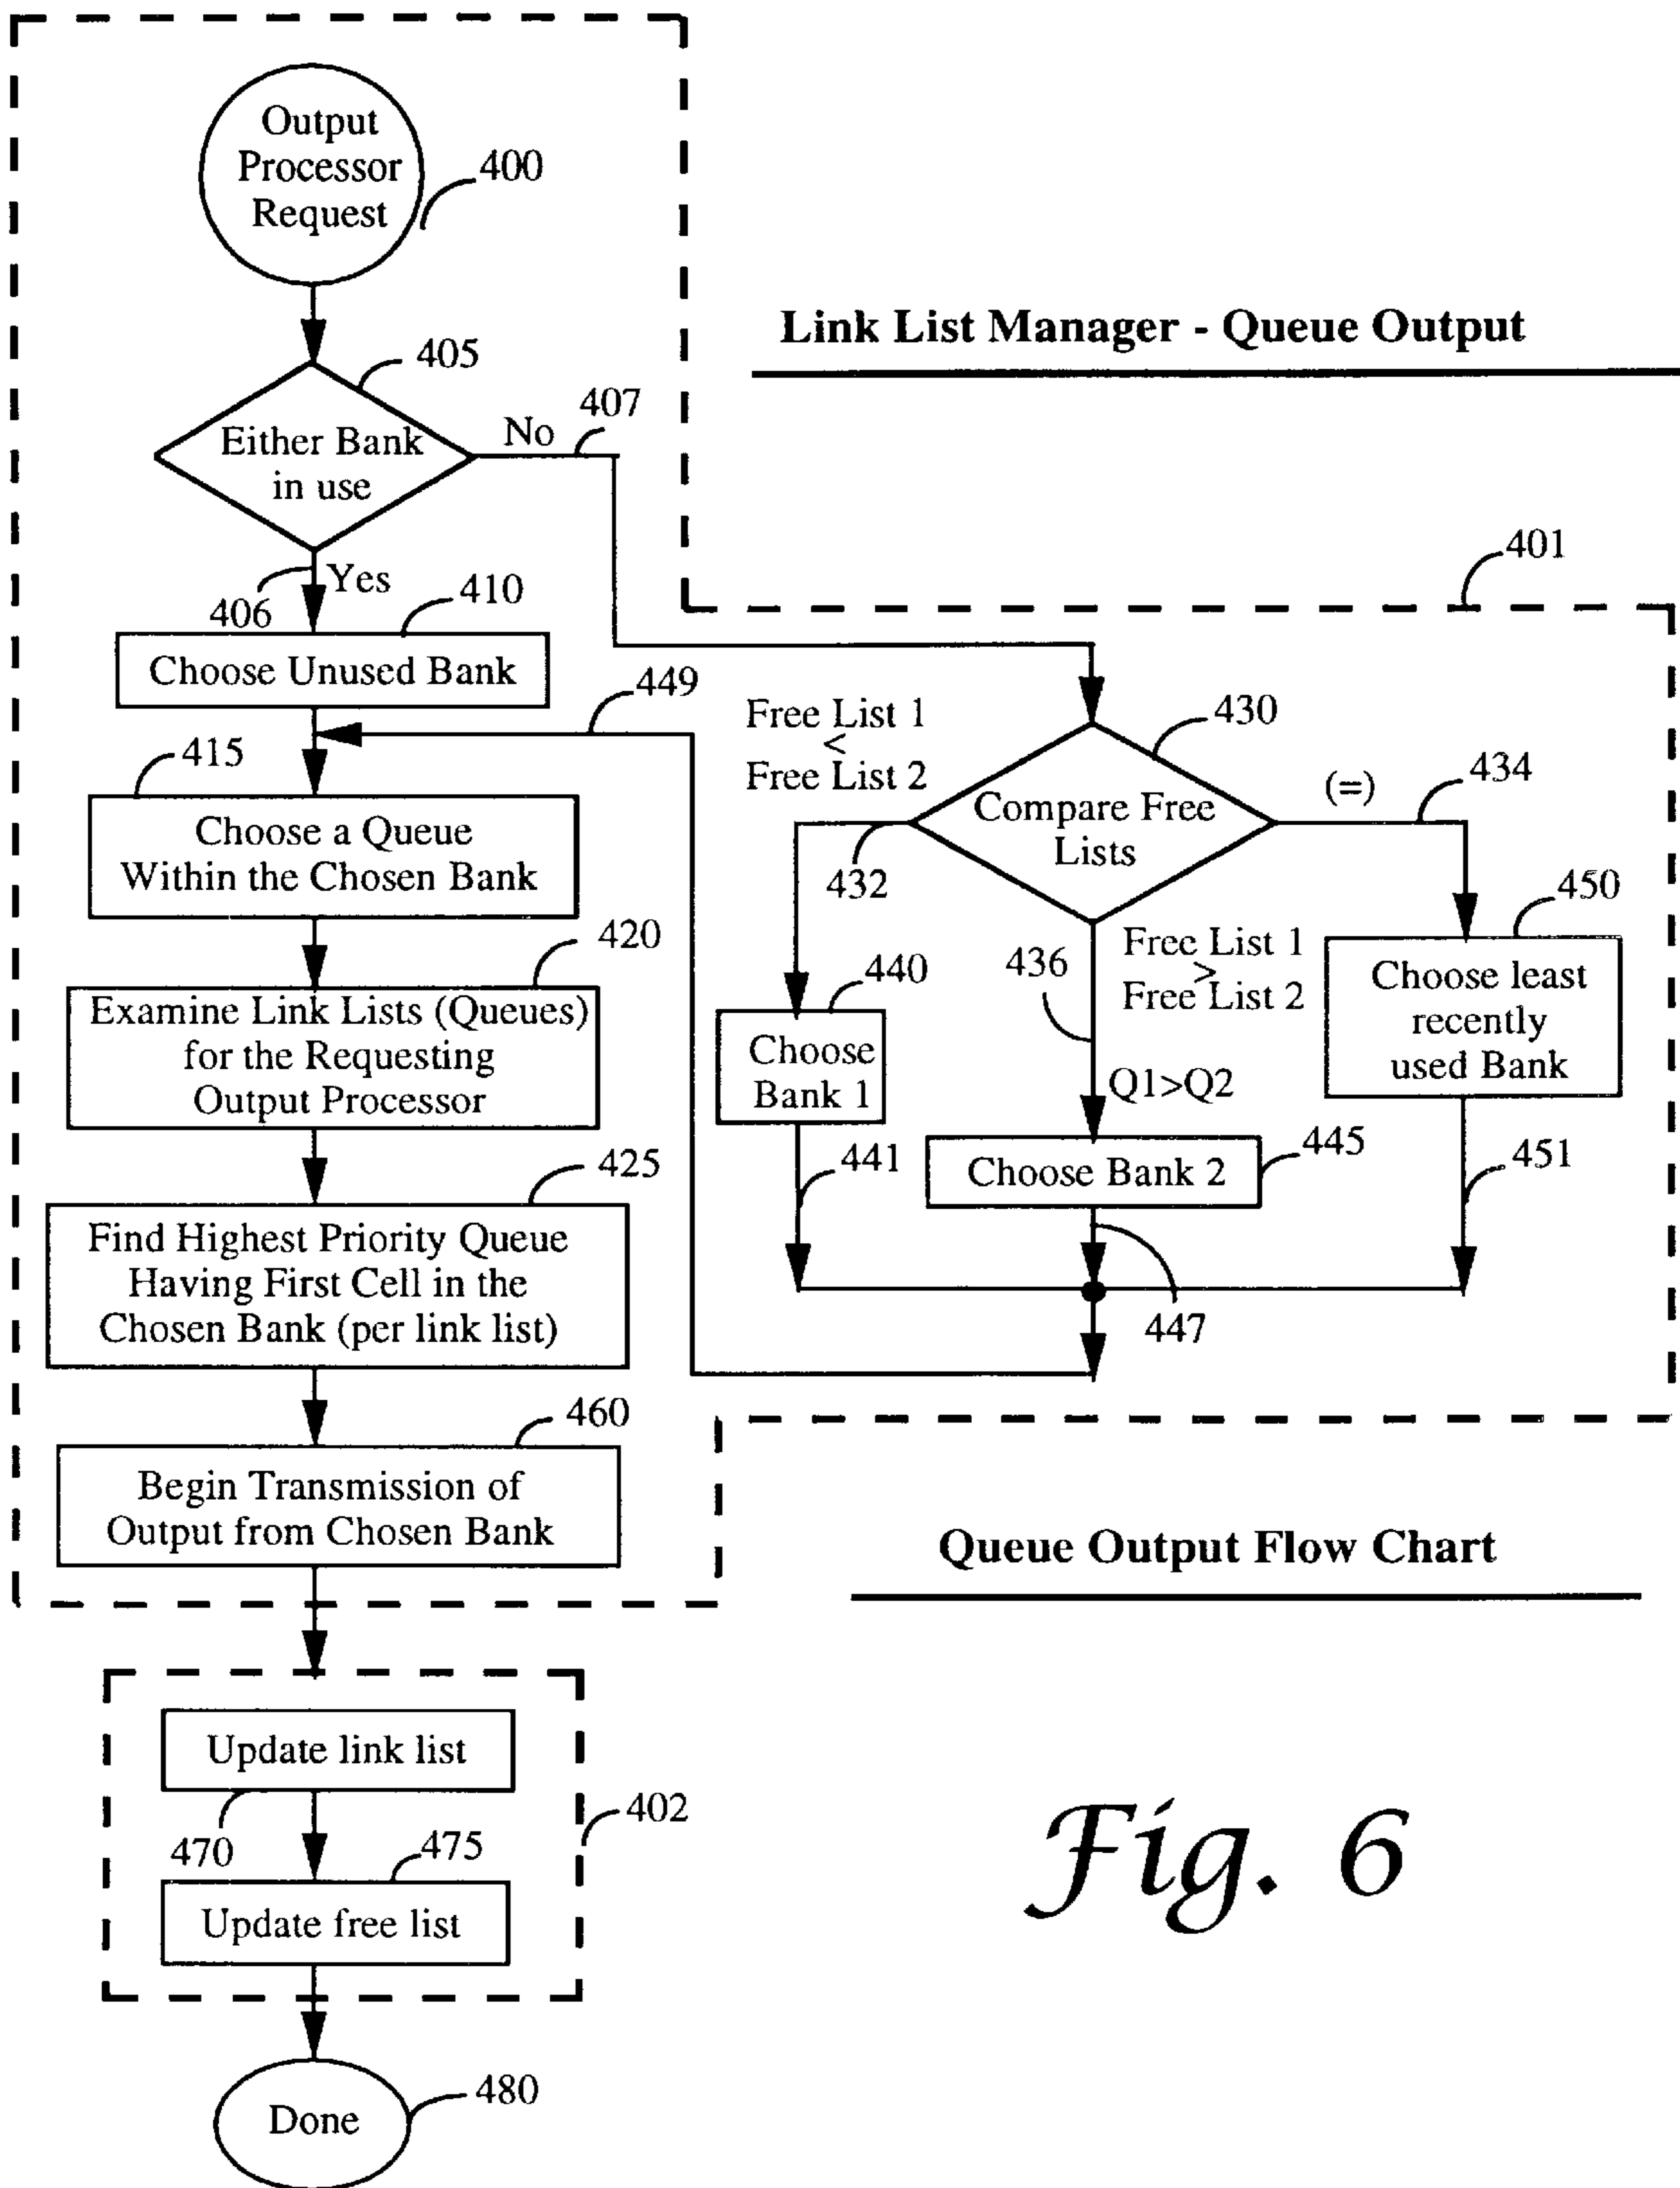 Output
Processor
Request
400
Link List Manager - Queue Output
405
Either Bank
in use
No
407
406
Yes
401
410
Choose Unused Bank
449
415
Choose a Queue
Within the Chosen Bank
420
Examine Link Lists (Queues)
for the Requesting
Output Processor
425
Find Highest Priority Queue
Having First Cell in the
Chosen Bank (per link list)
460
Begin Transmission of
Output from Chosen Bank
Free List 1
<
Free List 2
430
Compare Free
Lists
(=)
434
432
450
Choose least
recently
used Bank
436
Free List 1
>
Free List 2
440
Choose
Bank 1
Q1>Q2
445
Choose Bank 2
441
451
447
Queue Output Flow Chart
Update link list
470
402
475
Update free list
480
Done
Fig. 6